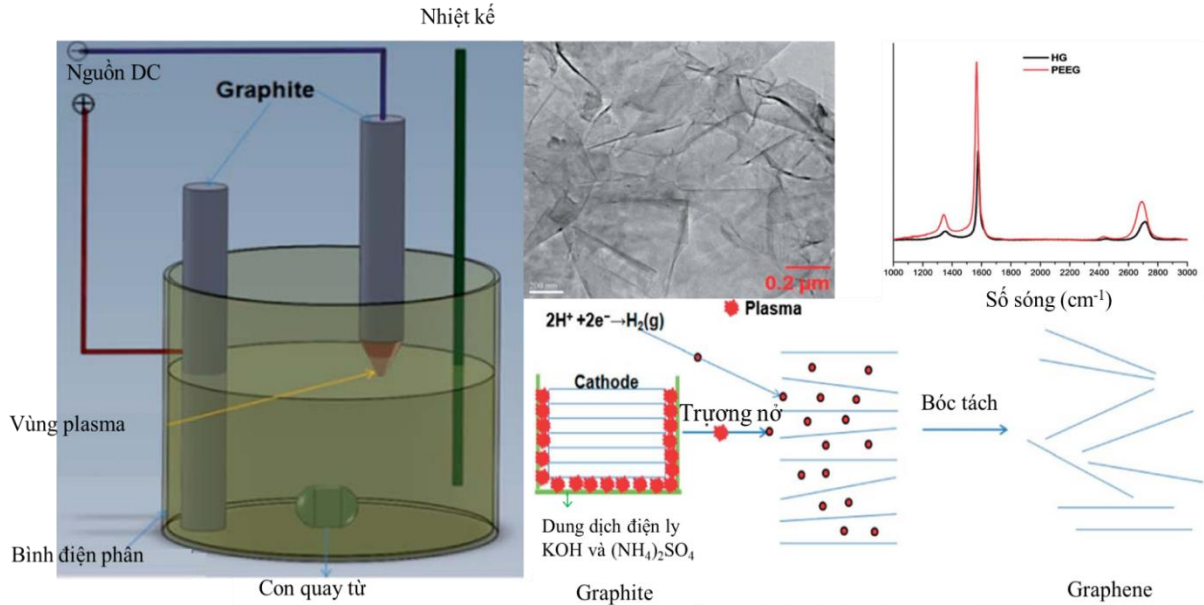 Nhiệt kế
Nguồn DC
Graphite
Vùng plasma
Bình điện phân
Con quay từ
200 nm
0.2 μm
HG
PEEG
1000 1200 1400 1600 1800 2000 2200 2400 2600 2800 3000
Số sóng (cm⁻¹)
2H⁺ +2e⁻→H₂(g)
Plasma
Cathode
Trương nở
Bóc tách
Dung dịch điện ly
KOH và (NH₄)₂SO₄
Graphite
Graphene